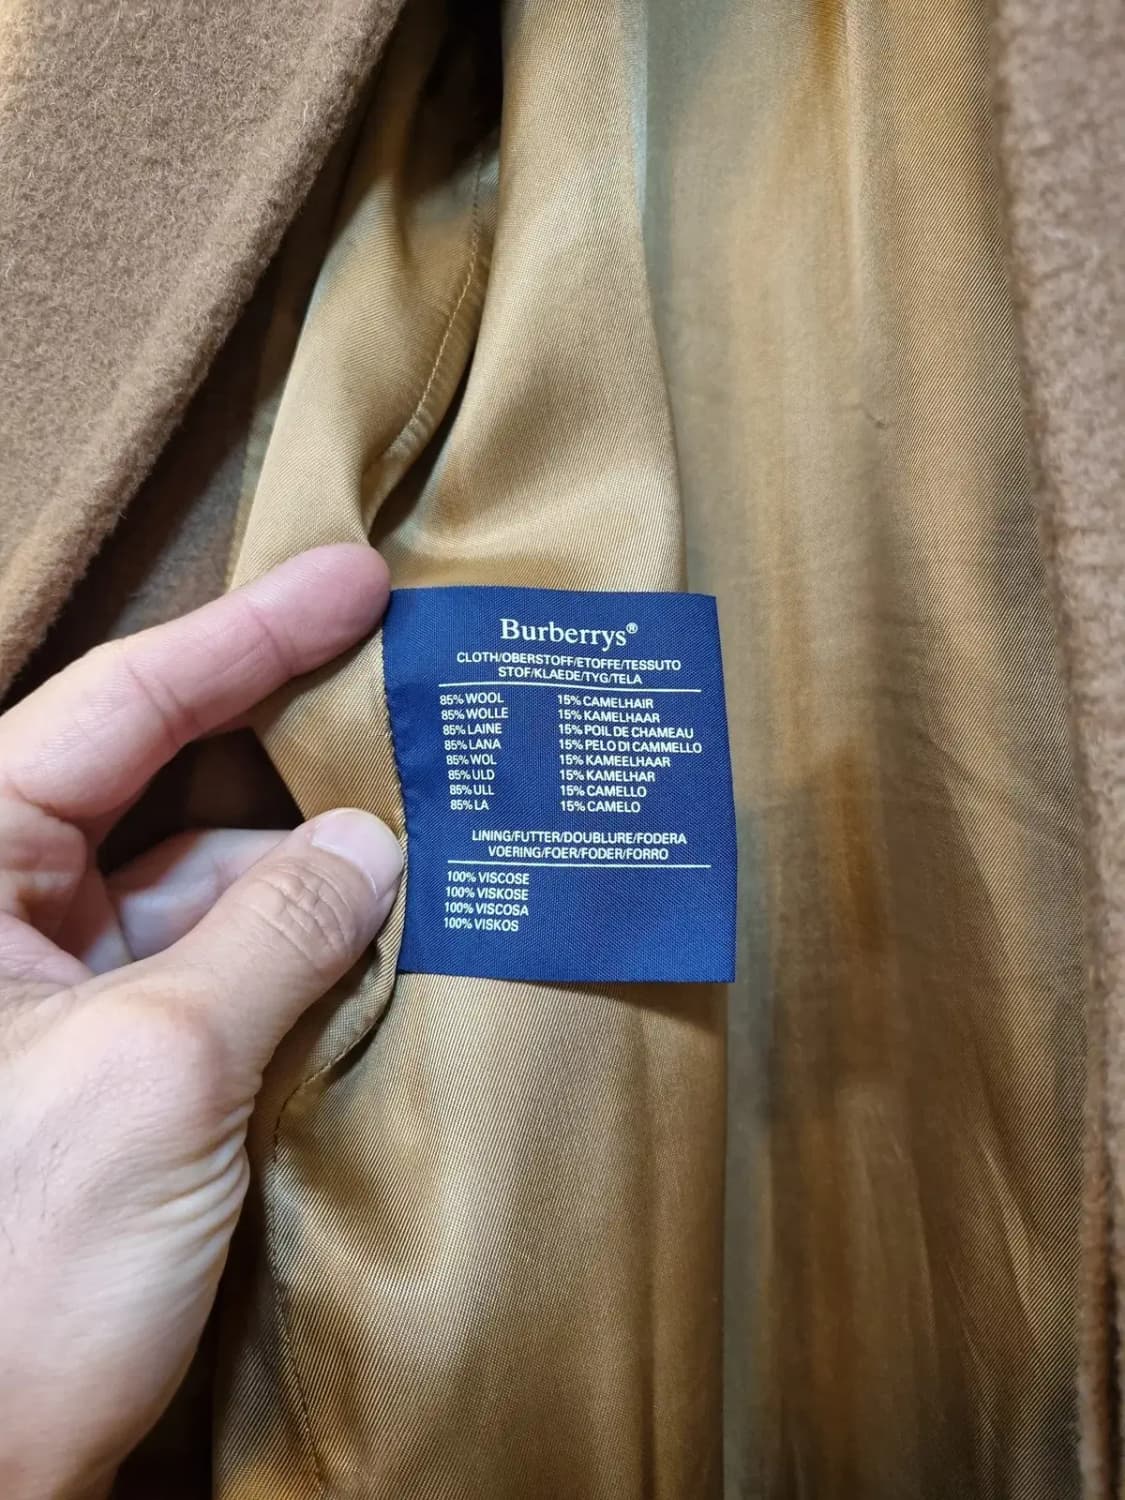 Burberrys®
CLOTH/OBERSTOFF/ETOFFE/TESSUTO
STOF/KLAEDE/TYG/TELA
85% WOOL 15% CAMELHAIR
85% WOLLE 15% KAMELHAAR
85% LAINE 15% POIL DE CHAMEAU
85% LANA 15% PELO DI CAMMELLO
85% WOL 15% KAMEELHAAR
85% ULD 15% KAMELHAR
85% ULL 15% CAMELLO
85% LA 15% CAMELO
LINING/FUTTER/DOUBLURE/FODERA
VOERING/FOER/FODER/FORRO
100% VISCOSE
100% VISKOSE
100% VISCOSA
100% VISKOS